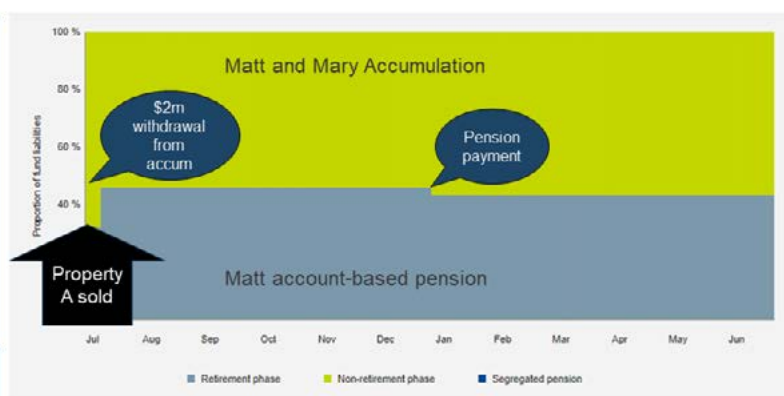 100 %
80 %
60 %
40 %
Proportion of fund liabilities
Matt and Mary Accumulation
$2m
withdrawal
from
accum
Pension
payment
Property
A sold
Matt account-based pension
Jul Aug Sep Oct Nov Dec Jan Feb Mar Apr May Jun
Retirement phase Non-retirement phase Segregated pension